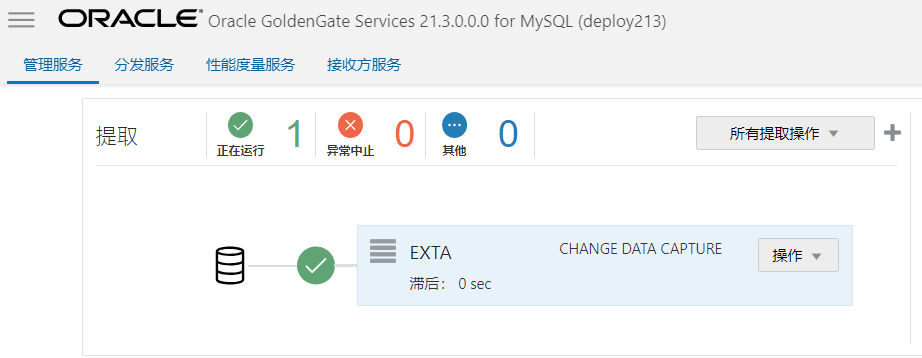 ORACLE Oracle GoldenGate Services 21.3.0.0.0 for MySQL (deploy213)
管理服务 分发服务 性能度量服务 接收方服务
提取 正在运行 1 异常中止 0 其他 0 所有提取操作
EXTA CHANGE DATA CAPTURE 操作
滞后： 0 sec